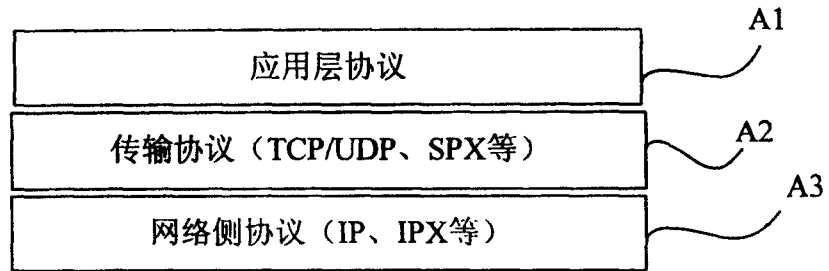 应用层协议
A1
传输协议（TCP/UDP、SPX等）
A2
网络侧协议（IP、IPX等）
A3